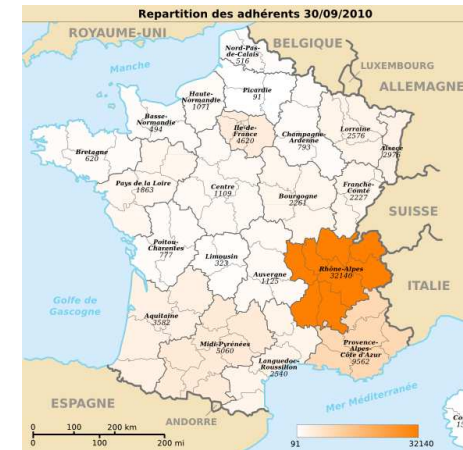 Repartition des adhérents 30/09/2010
ROYAUME-UNI
BELGIQUE
LUXEMBOURG
ALLEMAGNE
Manche
Nord-Pas-
de-Calais
516
Picardie
91
Haute-
Normandie
1071
Basse-
Normandie
494
Ile-de-
France
4620
Champagne-
Ardenne
793
Lorraine
2576
Alsace
2976
Bretagne
620
Pays de la Loire
1863
Centre
1109
Bourgogne
2261
Franche-
Comté
2227
SUISSE
Poitou-
Charentes
777
Limousin
323
Auvergne
1125
Rhône-Alpes
32140
ITALIE
Golfe de
Gascogne
Aquitaine
3582
Midi-Pyrénées
5060
Languedoc-
Roussillon
2540
Provence-
Alpes-
Côte d'Azur
9562
Mer Méditerranée
ESPAGNE
ANDORRE
0 100 200 km
0 100 200 mi
91 32140